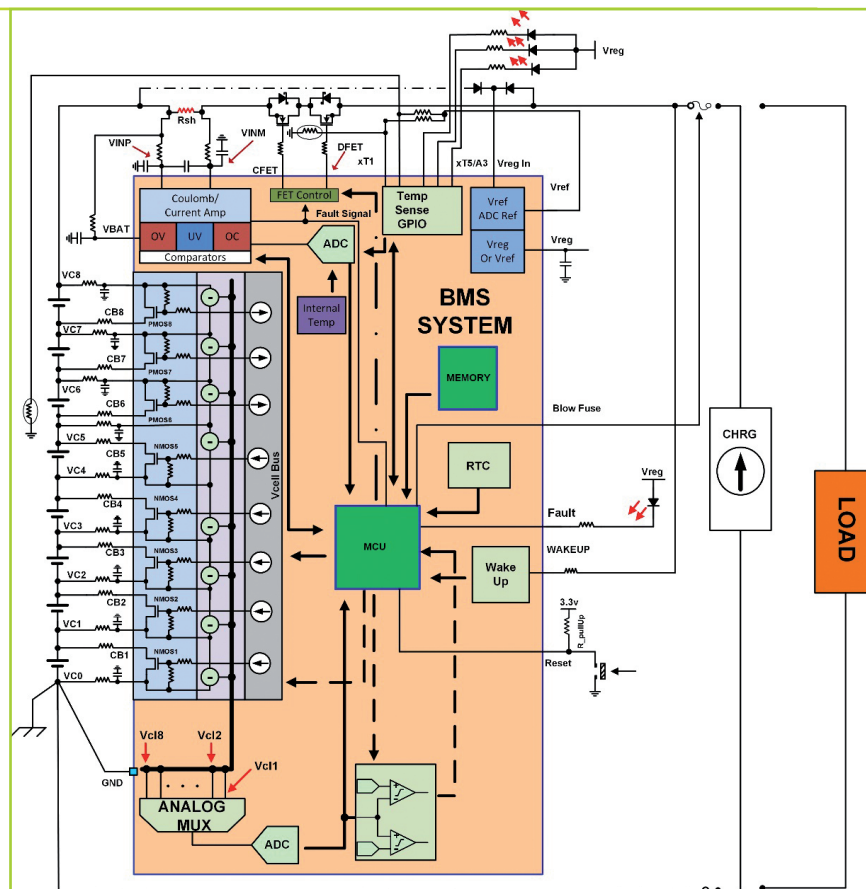 Vreg
Rsh
VINP
VINM
DFET
CFET
xT1
xT5/A3
Vreg In
Vref
Coulomb/
Current Amp
FET Control
Temp
Sense
GPIO
Vref
ADC Ref
Fault Signal
VBAT
OV
UV
OC
ADC
Vreg
Or Vref
Vreg
Comparators
VC8
CB8
PMOS8
Internal
Temp
BMS
SYSTEM
VC7
CB7
PMOS7
VC6
CB6
PMOS6
MEMORY
Blow Fuse
CHRG
VC5
CB5
NMOS5
VC4
Vcell Bus
RTC
Vreg
CB4
NMOS4
VC3
Fault
LOAD
CB3
NMOS3
MCU
WAKEUP
VC2
Wake
Up
CB2
NMOS2
3.3v
R_pullUp
VC1
CB1
NMOS1
Reset
VC0
Vcl8
Vcl2
Vcl1
GND
. . .
ANALOG
MUX
ADC